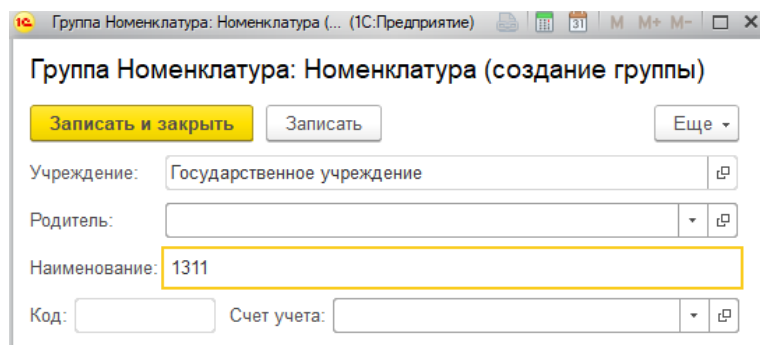 1С Группа Номенклатура: Номенклатура (... (1С:Предприятие) 31 M M+ M-
Группа Номенклатура: Номенклатура (создание группы)
Записать и закрыть Записать Еще
Учреждение: Государственное учреждение
Родитель:
Наименование: 1311
Код: Счет учета: